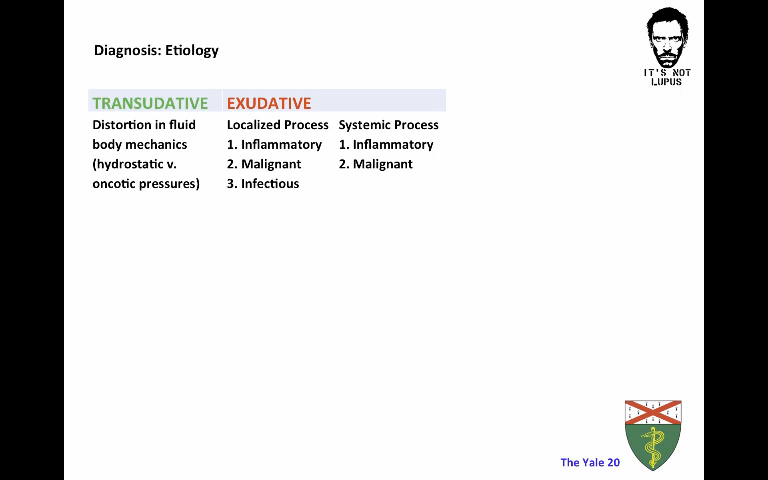 Diagnosis: Etiology
IT'S NOT
LUPUS
TRANSUDATIVE EXUDATIVE
Distortion in fluid Localized Process Systemic Process
body mechanics 1. Inflammatory 1. Inflammatory
(hydrostatic v. 2. Malignant 2. Malignant
oncotic pressures) 3. Infectious
The Yale 20